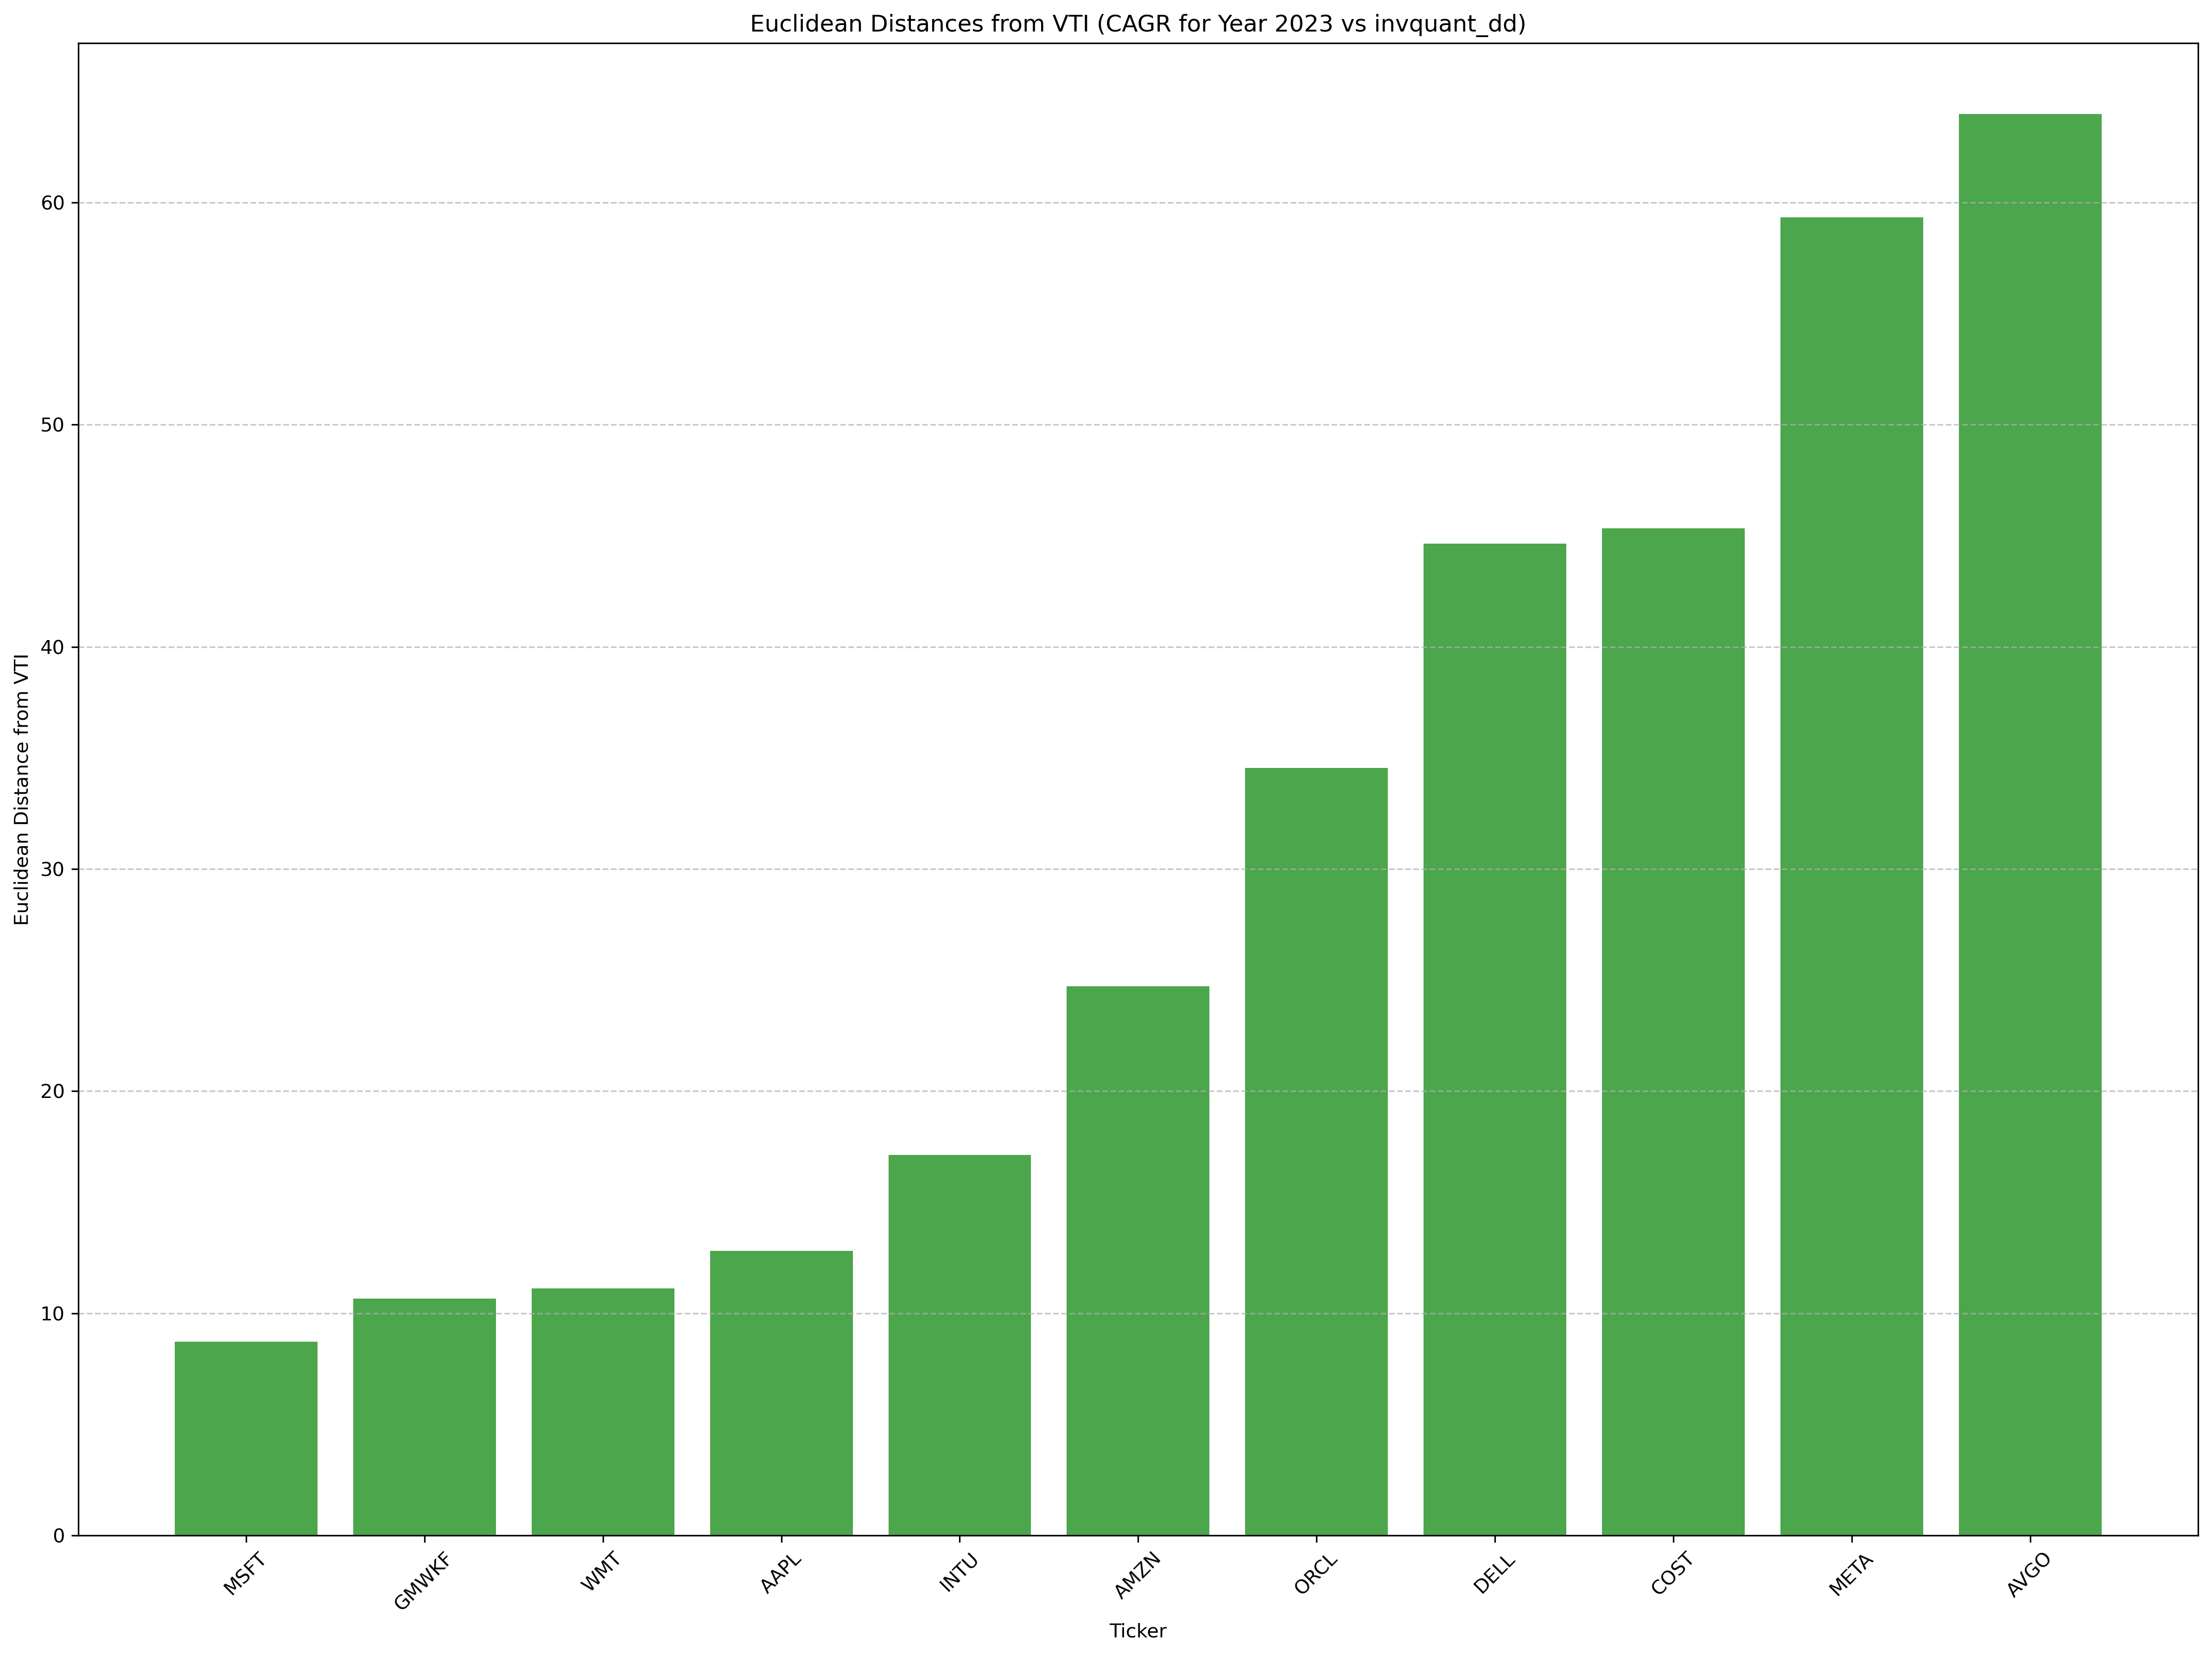 Euclidean Distances from VTI (CAGR for Year 2023 vs invquant_dd)
Euclidean Distance from VTI
60
50
40
30
20
10
0
MSFT
GMWKF
WMT
AAPL
INTU
AMZN
ORCL
DELL
COST
META
AVGO
Ticker